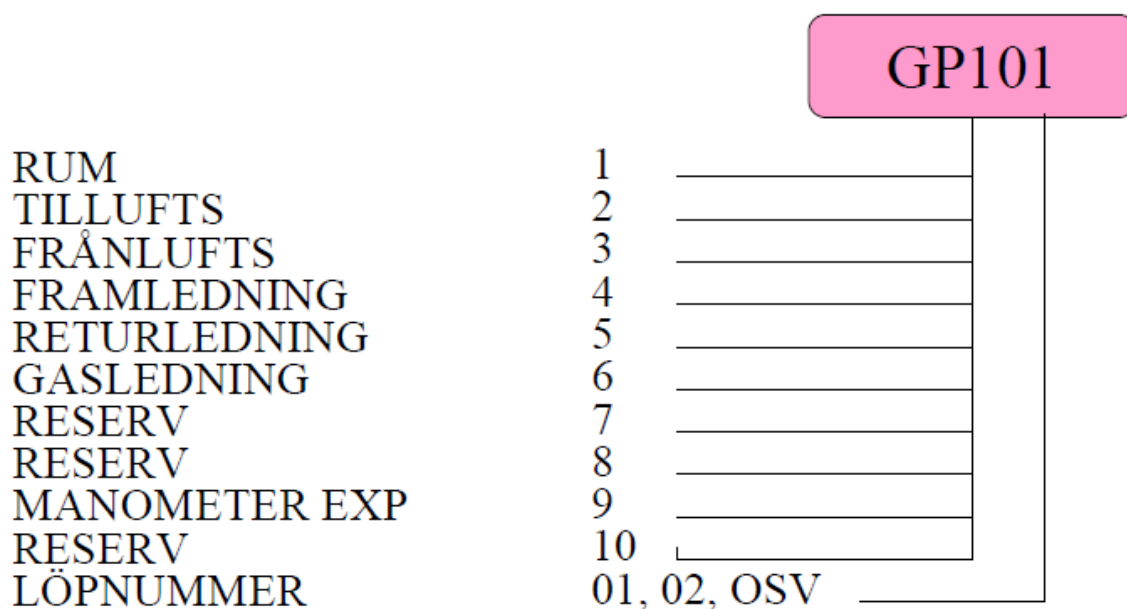 GP101
RUM 1
TILLUFTS 2
FRÅNLUFTS 3
FRAMLEDNING 4
RETURLEDNING 5
GASLEDNING 6
RESERV 7
RESERV 8
MANOMETER EXP 9
RESERV 10
LÖPNUMMER 01, 02, OSV